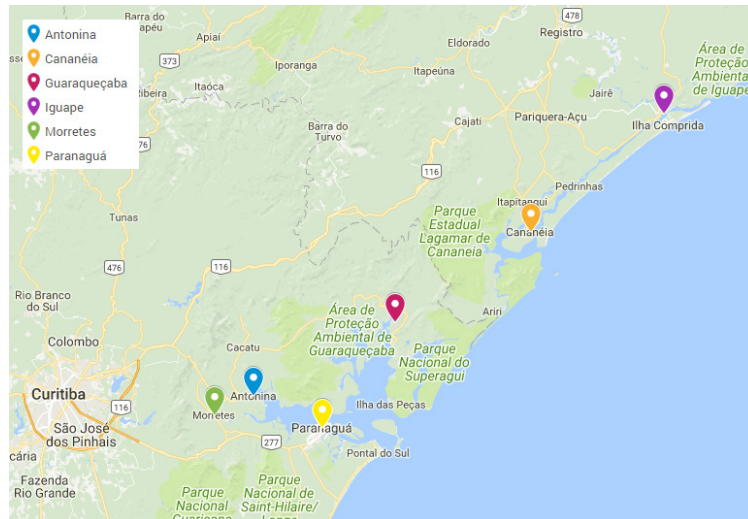 Antonina
Cananéia
Guaraqueçaba
Iguape
Morretes
Paranaguá
Barra do
Apiaí
373
Ribeira
Itaóca
Iporanga
Itapeúna
Eldorado
478
Registro
Área de
Proteção
Ambiental
de Iguape
Jairê
Cajati
Pariquera-Açu
Ilha Comprida
Barra do
Turvo
76
116
Pedrinhas
Itapitangui
Cananéia
Parque
Estadual
Lagamar de
Cananeia
Tunas
476
116
Rio Branco
do Sul
Ariri
Área de
Proteção
Ambiental de
Guaraqueçaba
Colombo
Cacatu
Parque
Nacional do
Superagui
Curitiba
116
Antonina
Morretes
Ilha das Peças
São José
dos Pinhais
277
Paranaguá
Pontal do Sul
cária
Fazenda
Rio Grande
Parque
Nacional
Parque
Nacional de
Saint-Hilaire/